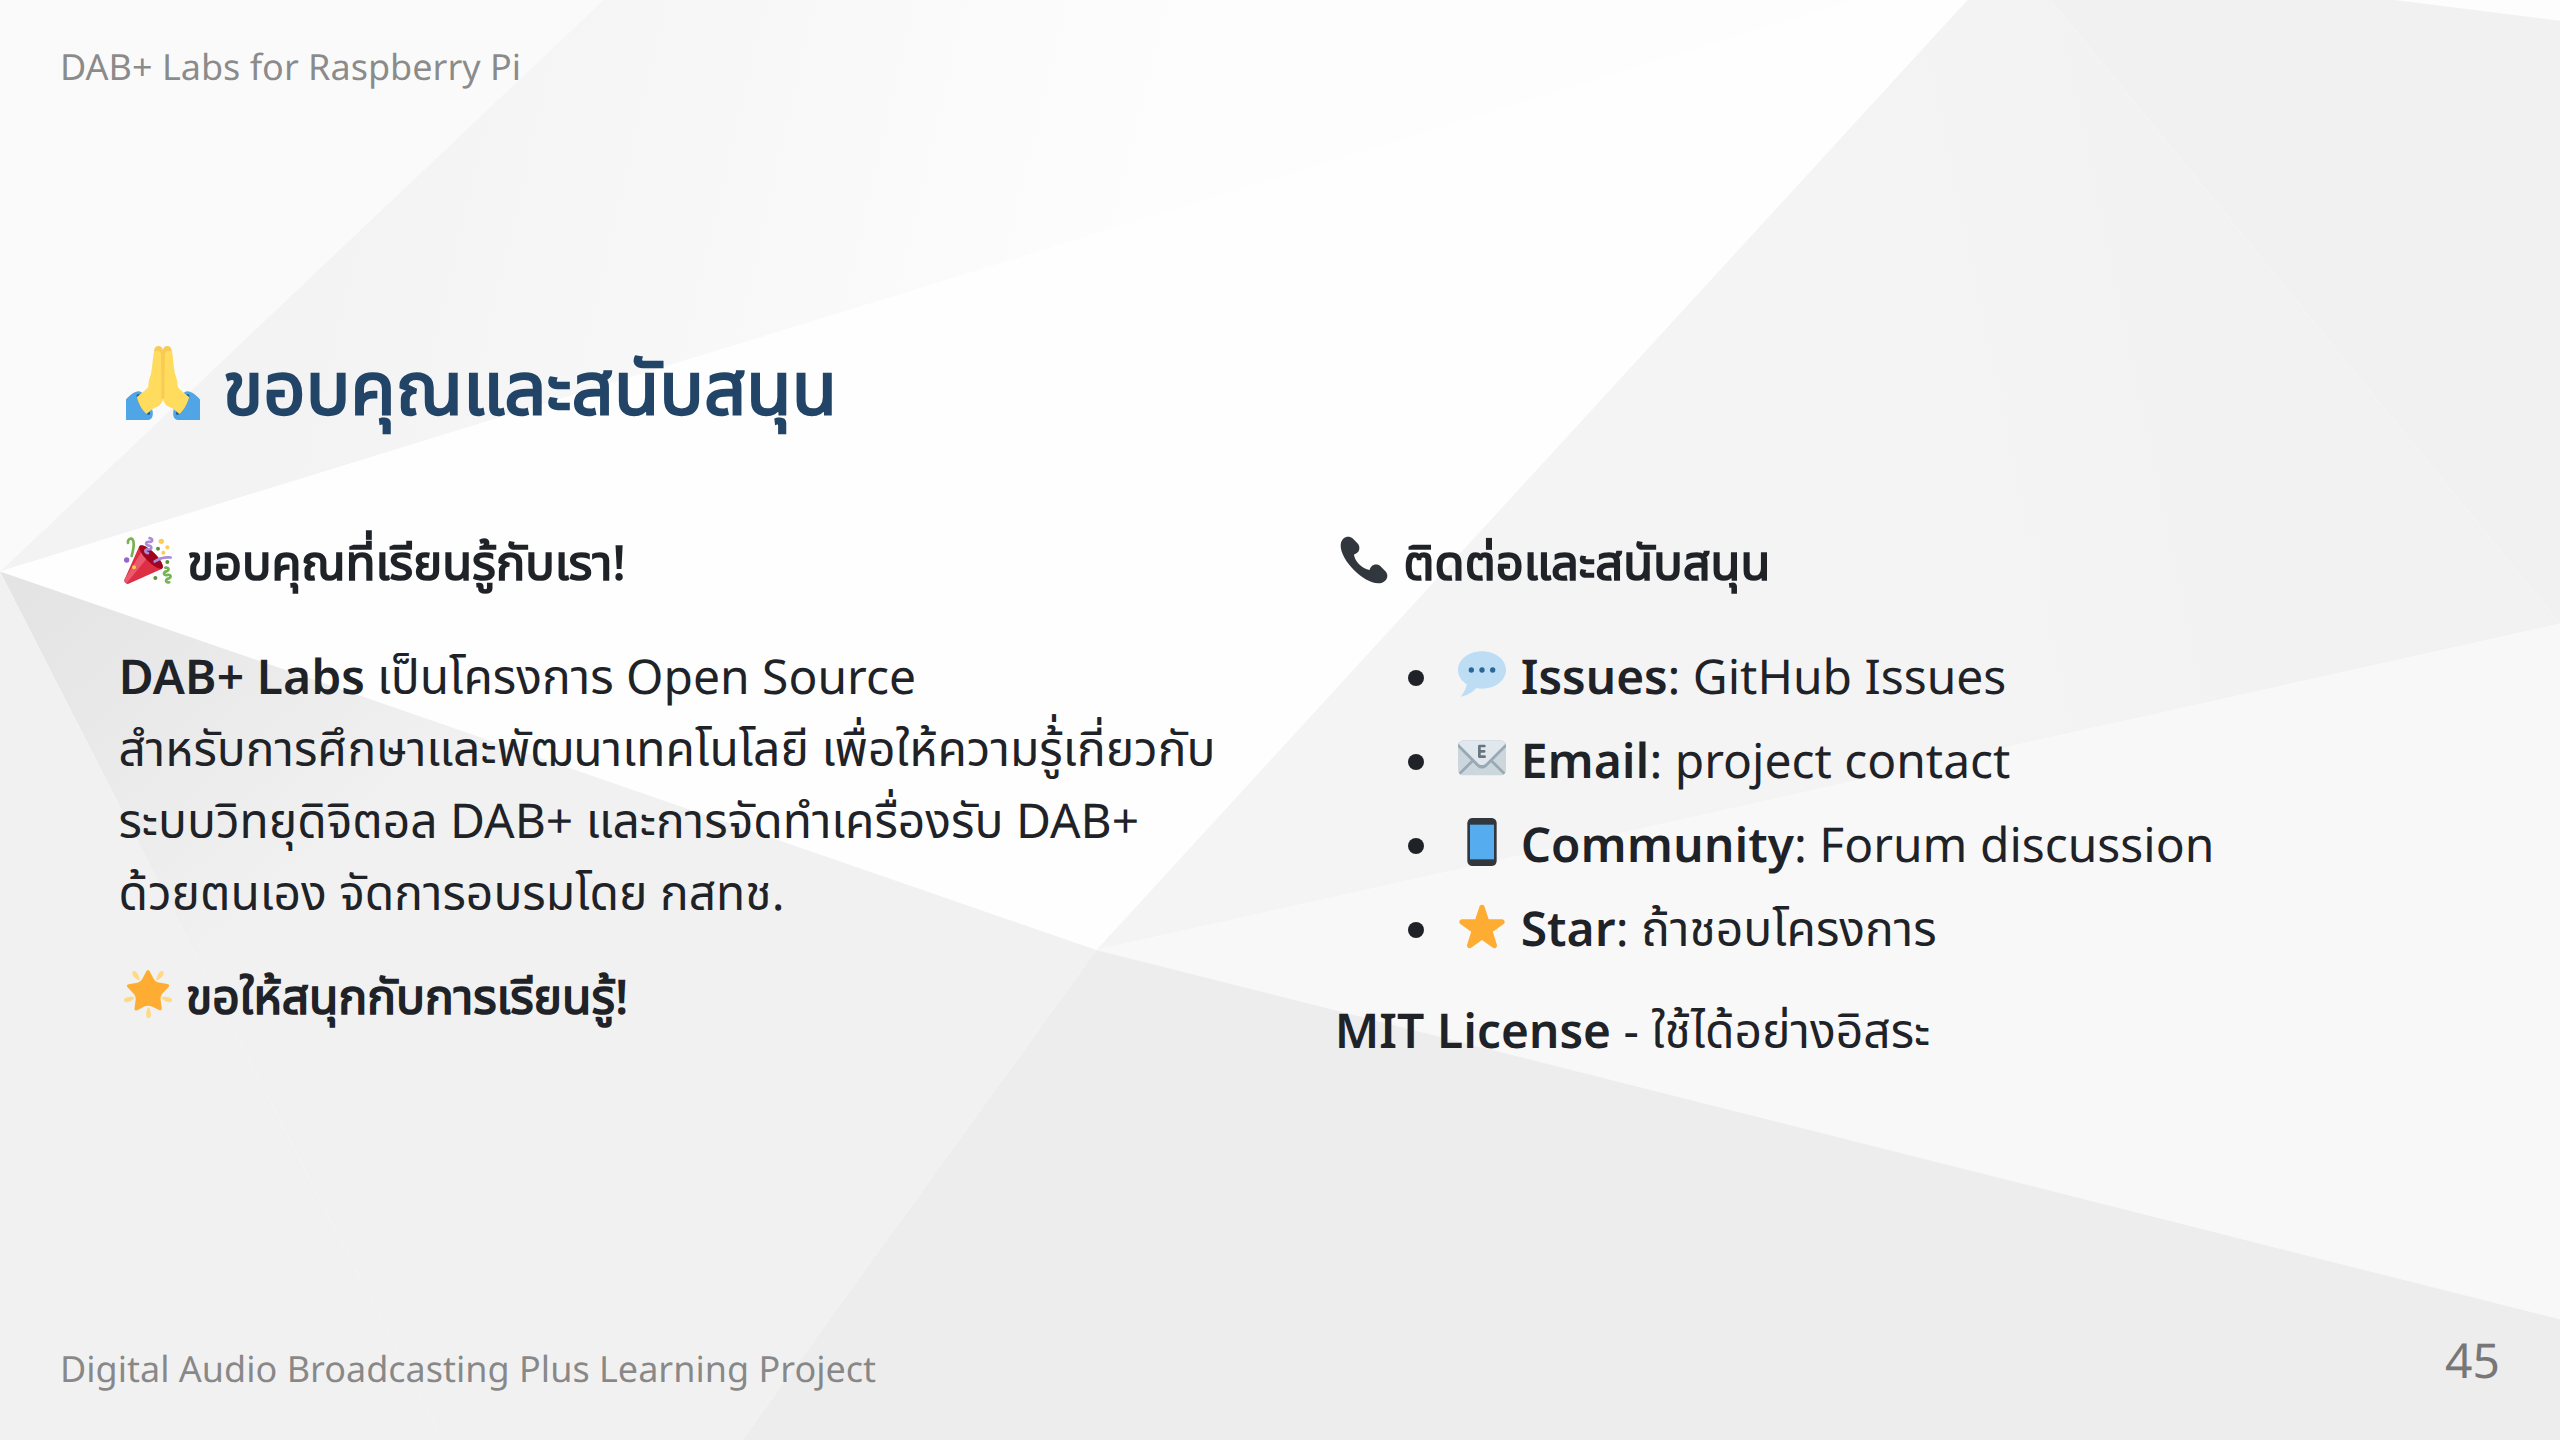 DAB+ Labs for Raspberry Pi
🙏 ขอบคุณและสนับสนุน
🎉 ขอบคุณที่เรียนรู้กับเรา!
DAB+ Labs เป็นโครงการ Open Source
สำหรับการศึกษาและพัฒนาเทคโนโลยี เพื่อให้ความรู้่เกี่ยวกับ
ระบบวิทยุดิจิตอล DAB+ และการจัดทำเครื่องรับ DAB+
ด้วยตนเอง จัดการอบรมโดย กสทช.
🌟 ขอให้สนุกกับการเรียนรู้!
📞 ติดต่อและสนับสนุน
• 💬 Issues: GitHub Issues
• 📧 Email: project contact
• 📱 Community: Forum discussion
• ⭐ Star: ถ้าชอบโครงการ
MIT License - ใช้ได้อย่างอิสระ
Digital Audio Broadcasting Plus Learning Project
45